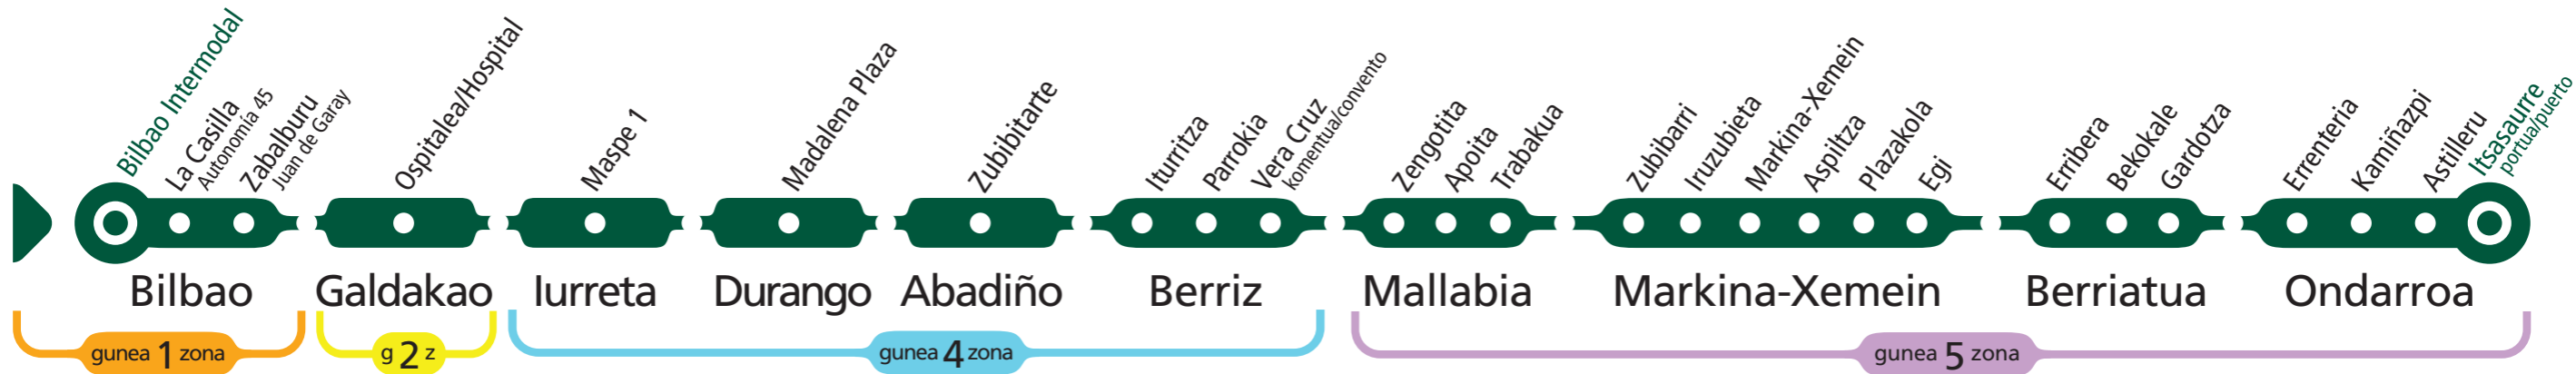 Bilbao Intermodal
La Casilla
Autonomía 45
Zabalburu
Juan de Garay
Ospitalea/Hospital
Maspe 1
Madalena Plaza
Zubibitarte
Iturritza
Parrokia
Vera Cruz
komentua/convento
Zengotita
Apoita
Trabakua
Zubibarri
Iruzubieta
Markina-Xemein
Aspiltza
Plazakola
Egi
Erribera
Bekokale
Gardotza
Errenteria
Kamiñazpi
Astilleru
Itsasaurre
portua/puerto
Bilbao
Galdakao
Iurreta
Durango
Abadiño
Berriz
Mallabia
Markina-Xemein
Berriatua
Ondarroa
gunea 1 zona
g 2 z
gunea 4 zona
gunea 5 zona